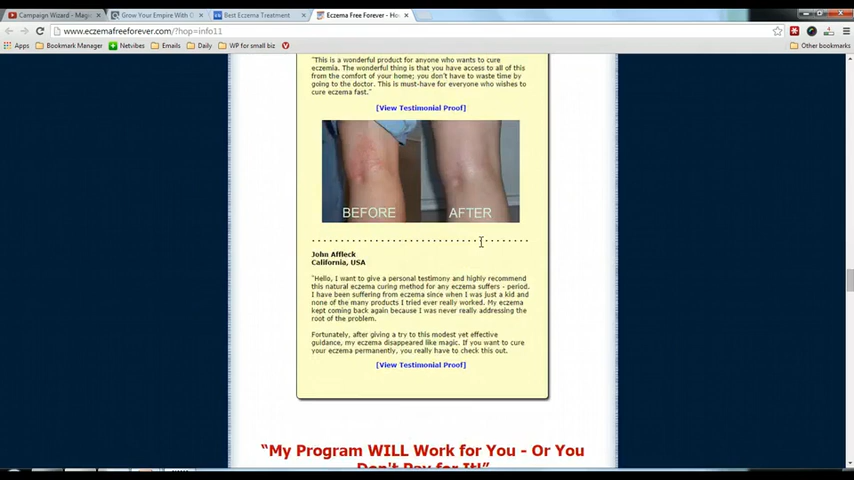 Campaign Wizard - Magic
Grow Your Empire With O
Best Eczema Treatment
Eczema Free Forever - Ho
www.eczemafreeforever.com/?hop=info11
Apps Bookmark Manager Netvibes Emails Daily WP for small biz Other bookmarks
"This is a wonderful product for anyone who wants to cure
eczemia. The wonderful thing is that you have access to all of this
from the comfort of your home; you don't have to waste time by
going to the doctor. This is must-have for everyone who wishes to
cure eczema fast."
[View Testimonial Proof]
BEFORE AFTER
John Affleck
California, USA
"Hello, I want to give a personal testimony and highly recommend
this natural eczema curing method for any eczema suffers - period.
I have been suffering from eczema since when I was just a kid and
none of the many products I tried ever really worked. My eczema
kept coming back again because I was never really addressing the
root of the problem.
Fortunately, after giving a try to this modest yet effective
guidance, my eczema disappeared like magic. If you want to cure
your eczema permanently, you really have to check this out.
[View Testimonial Proof]
“My Program WILL Work for You - Or You
Don't Pay for It!”